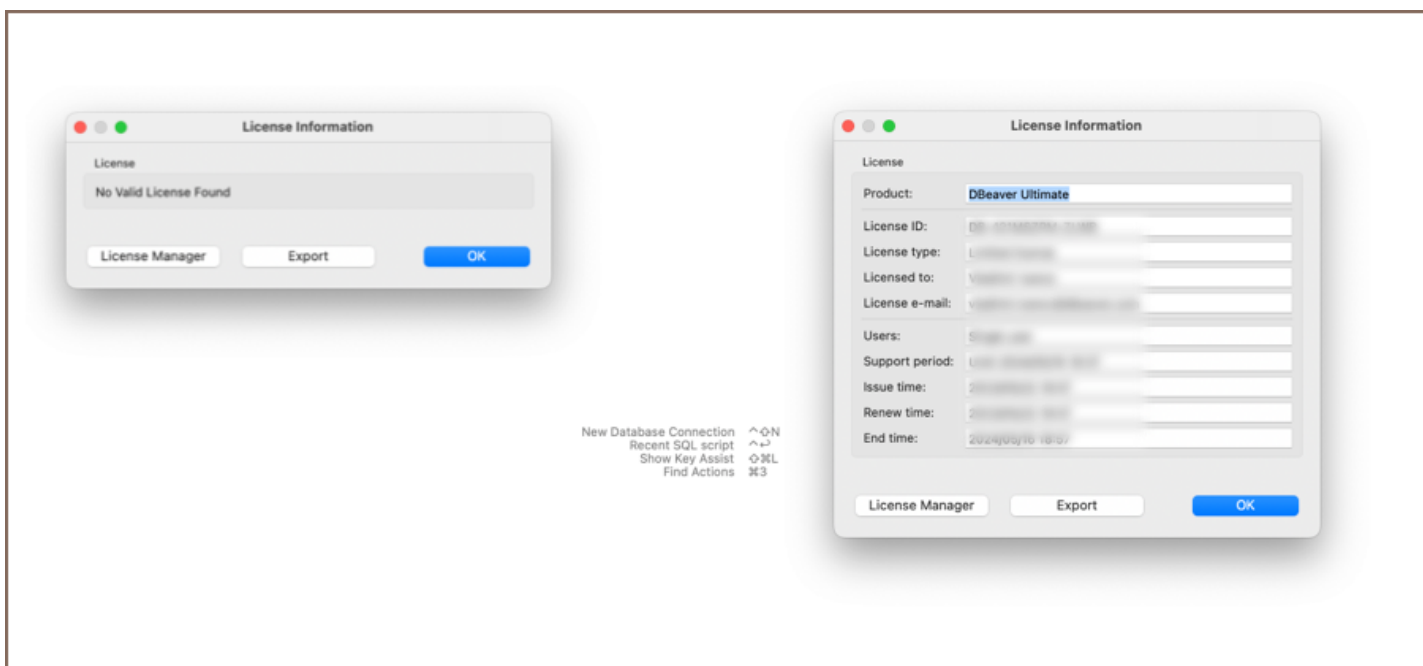 License Information
License
No Valid License Found
License Manager Export OK
New Database Connection ^⇧N
Recent SQL script ^↩
Show Key Assist ⇧⌘L
Find Actions ⌘3
License Information
License
Product: DBeaver Ultimate
License ID:
License type:
Licensed to:
License e-mail:
Users:
Support period:
Issue time:
Renew time:
End time:
License Manager Export OK